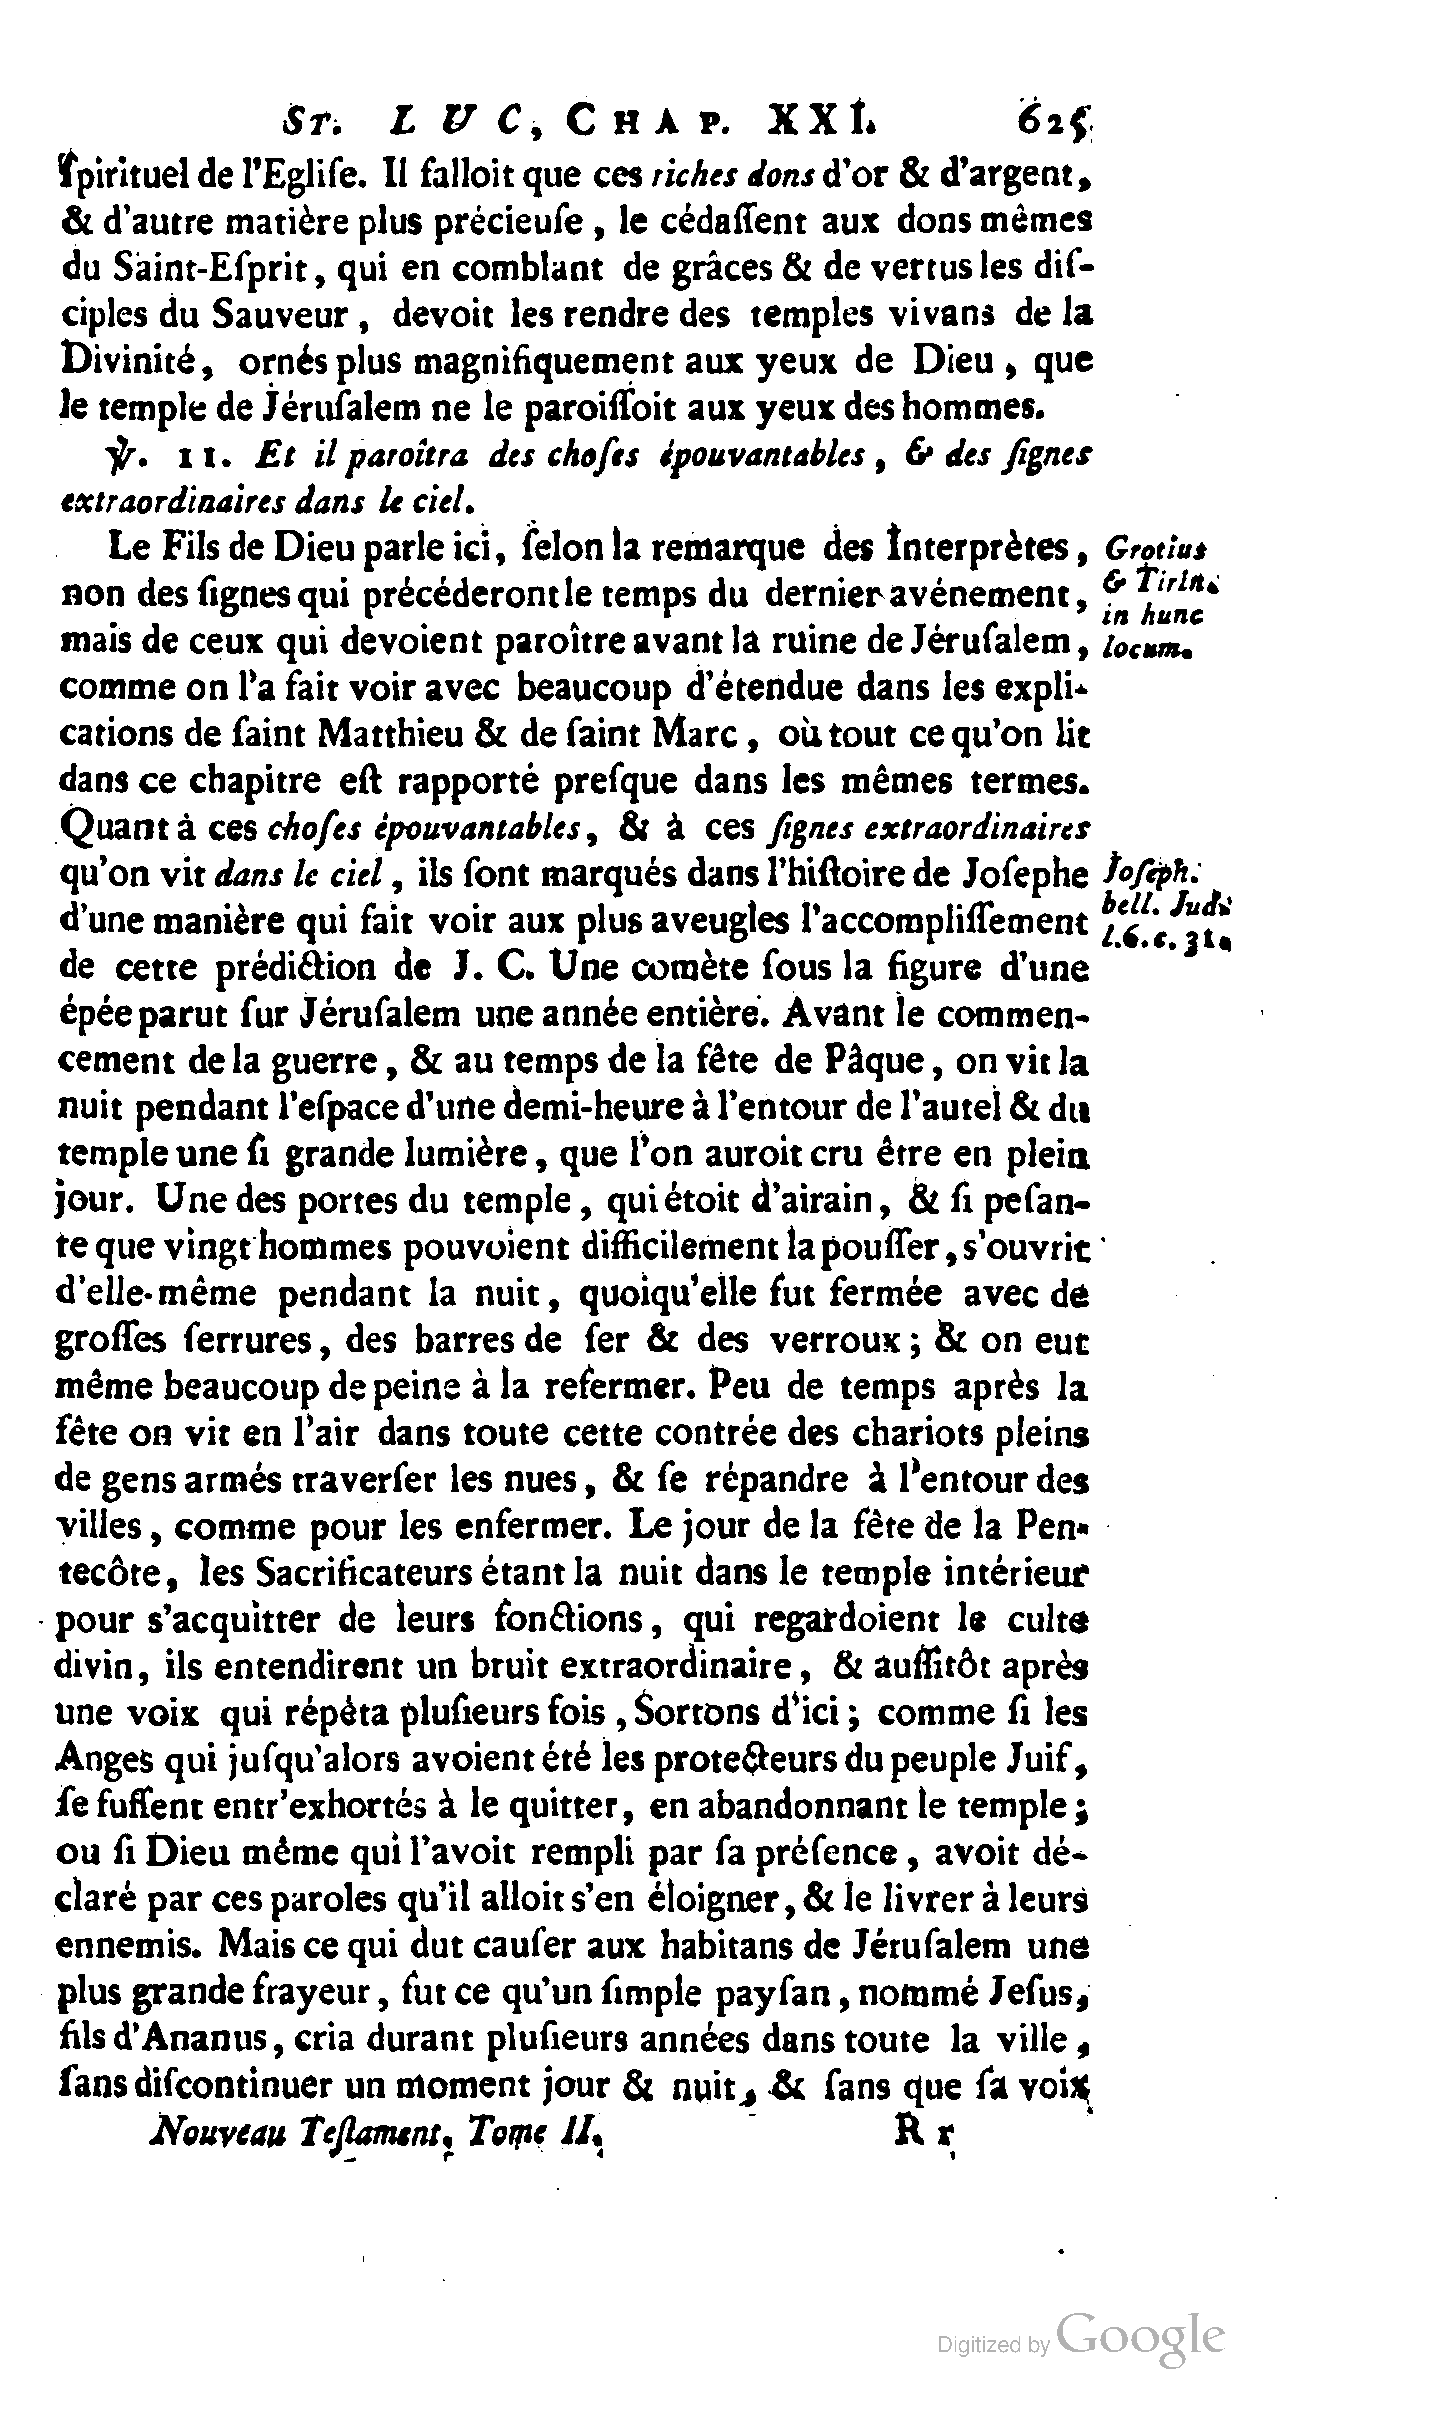 St. LUC, CHAP. XXI. 625
ſpirituel de l'Egliſe. Il falloit que ces riches dons d'or & d'argent,
& d'autre matière plus précieuſe, le cédaſſent aux dons mêmes
du Saint-Eſprit, qui en comblant de grâces & de vertus les diſ-
ciples du Sauveur, devoit les rendre des temples vivans de la
Divinité, ornés plus magnifiquement aux yeux de Dieu, que
le temple de Jéruſalem ne le paroiſſoit aux yeux des hommes.
℣. 11. Et il paroîtra des choſes épouvantables, & des ſignes
extraordinaires dans le ciel.
Le Fils de Dieu parle ici, ſelon la remarque des Interprètes,
non des ſignes qui précéderont le temps du dernier avénement,
mais de ceux qui devoient paroître avant la ruine de Jéruſalem,
comme on l'a fait voir avec beaucoup d'étendue dans les expli-
cations de ſaint Matthieu & de ſaint Marc, où tout ce qu'on lit
dans ce chapitre eſt rapporté preſque dans les mêmes termes.
Quant à ces choſes épouvantables, & à ces ſignes extraordinaires
qu'on vit dans le ciel, ils ſont marqués dans l'hiſtoire de Joſephe
d'une manière qui fait voir aux plus aveugles l'accompliſſement
de cette prédiction de J. C. Une comète ſous la figure d'une
épée parut ſur Jéruſalem une année entière. Avant le commen-
cement de la guerre, & au temps de la fête de Pâque, on vit la
nuit pendant l'eſpace d'une demi-heure à l'entour de l'autel & du
temple une ſi grande lumière, que l'on auroit cru être en plein
jour. Une des portes du temple, qui étoit d'airain, & ſi peſan-
te que vingt hommes pouvoient difficilement la pouſſer, s'ouvrit
d'elle-même pendant la nuit, quoiqu'elle fut fermée avec de
groſſes ſerrures, des barres de fer & des verroux; & on eut
même beaucoup de peine à la refermer. Peu de temps après la
fête on vit en l'air dans toute cette contrée des chariots pleins
de gens armés traverſer les nues, & ſe répandre à l'entour des
villes, comme pour les enfermer. Le jour de la fête de la Pen-
tecôte, les Sacrificateurs étant la nuit dans le temple intérieur
pour s'acquitter de leurs fonctions, qui regardoient le culte
divin, ils entendirent un bruit extraordinaire, & auſſitôt après
une voix qui répéta pluſieurs fois, Sortons d'ici; comme ſi les
Anges qui juſqu'alors avoient été les protecteurs du peuple Juif,
ſe fuſſent entr'exhortés à le quitter, en abandonnant le temple;
ou ſi Dieu même qui l'avoit rempli par ſa préſence, avoit dé-
claré par ces paroles qu'il alloit s'en éloigner, & le livrer à leurs
ennemis. Mais ce qui dut cauſer aux habitans de Jéruſalem une
plus grande frayeur, fut ce qu'un ſimple payſan, nommé Jeſus,
fils d'Ananus, cria durant pluſieurs années dans toute la ville,
ſans diſcontinuer un moment jour & nuit, & ſans que ſa voix
Nouveau Teſtament, Tome II. R r
Grotius
& Tirin.
in hunc
locum.
Joſeph.
bell. Jud.
l.6.c.31.
Digitized by Google